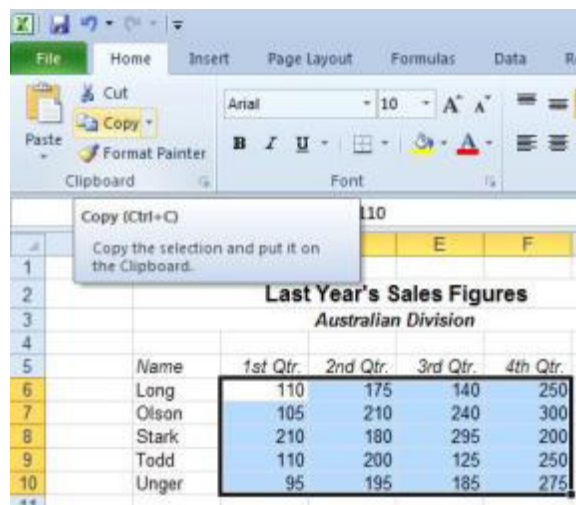 File Home Insert Page Layout Formulas Data
Cut
Copy
Paste
Format Painter
Clipboard
Arial 10 A A
B I U A
Font
Copy (Ctrl+C)
Copy the selection and put it on
the Clipboard.
110
E F
1
2 Last Year's Sales Figures
3 Australian Division
4
5 Name 1st Qtr. 2nd Qtr. 3rd Qtr. 4th Qtr.
6 Long 110 175 140 250
7 Olson 105 210 240 300
8 Stark 210 180 295 200
9 Todd 110 200 125 250
10 Unger 95 195 185 275